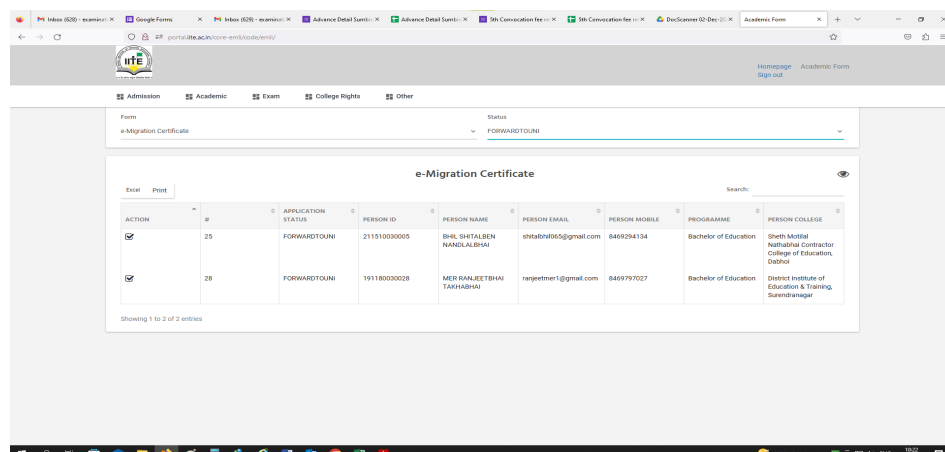 Inbox (628) - examinati
Google Forms
Inbox (629) - examinati
Advance Detail Sumbic
Advance Detail Sumbic
5th Convocation fee re
5th Convocation fee re
DocScanner 02-Dec-20
Academic Form
portal.iite.ac.in/core-emli/code/emli/
IITE
Homepage Academic Form
Sign out
Admission Academic Exam College Rights Other
Form Status
e-Migration Certificate FORWARDTOUNI
e-Migration Certificate
Excel Print Search:
ACTION # APPLICATION STATUS PERSON ID PERSON NAME PERSON EMAIL PERSON MOBILE PROGRAMME PERSON COLLEGE
25 FORWARDTOUNI 211510030005 BHIL SHITALBEN shitalbhil065@gmail.com 8469294134 Bachelor of Education Sheth Motilal
NANDLALBHAI Nathabhai Contractor
College of Education,
Dabhoi
28 FORWARDTOUNI 191180030028 MER RANJEETBHAI ranjeetmer1@gmail.com 8469797027 Bachelor of Education District Institute of
TAKHABHAI Education & Training,
Surendranagar
Showing 1 to 2 of 2 entries
10:22